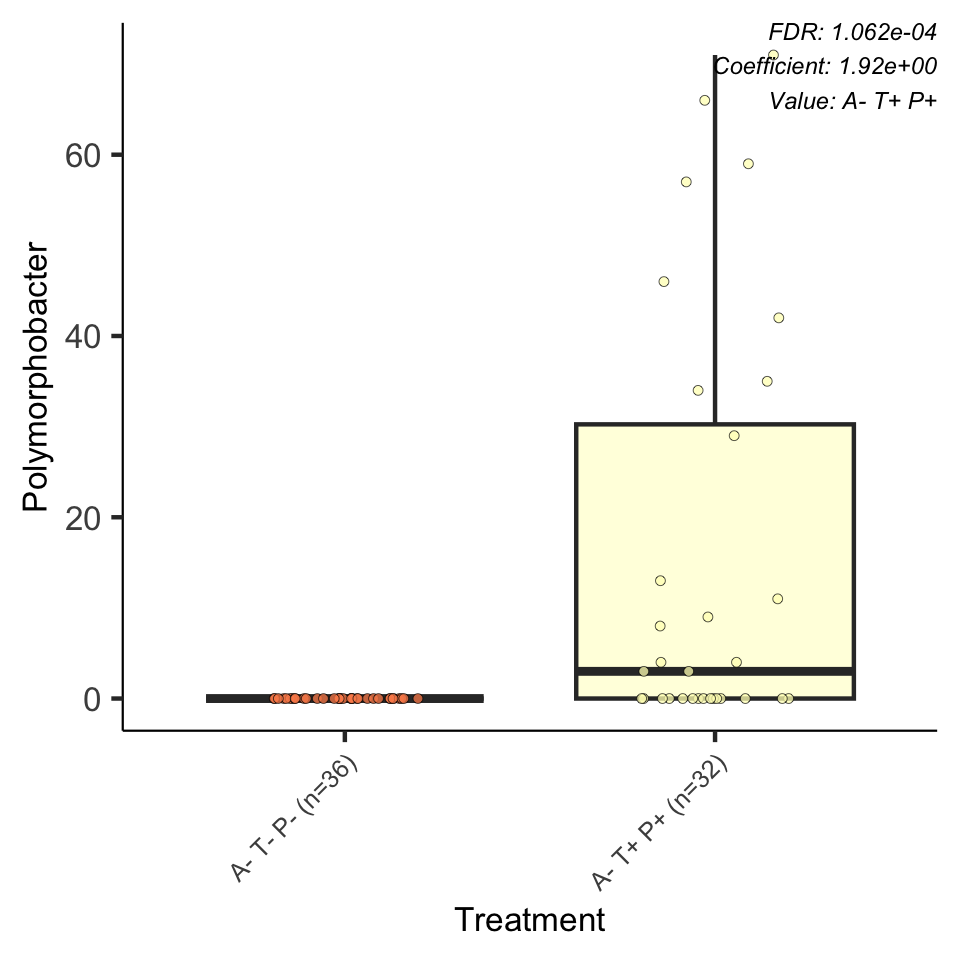 FDR: 1.062e-04
Coefficient: 1.92e+00
Value: A- T+ P+
60
40
20
0
Polymorphobacter
A- T- P- (n=36)
A- T+ P+ (n=32)
Treatment